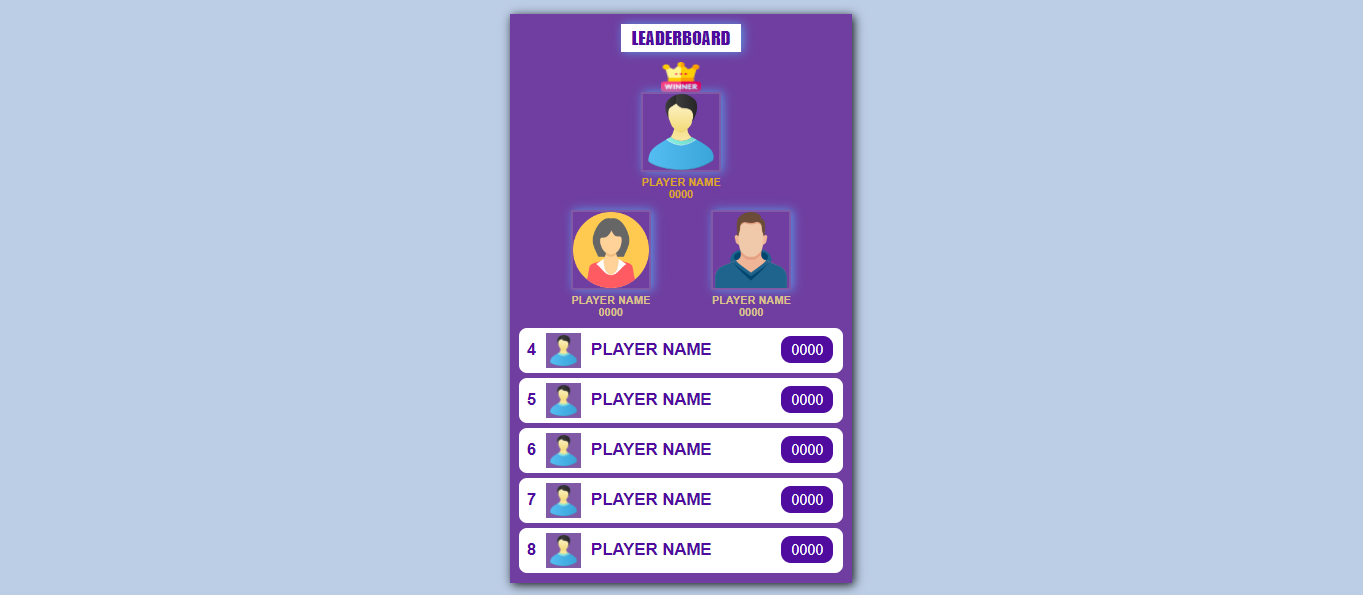 LEADERBOARD
WINNER
PLAYER NAME
0000
PLAYER NAME
0000
PLAYER NAME
0000
4 PLAYER NAME 0000
5 PLAYER NAME 0000
6 PLAYER NAME 0000
7 PLAYER NAME 0000
8 PLAYER NAME 0000